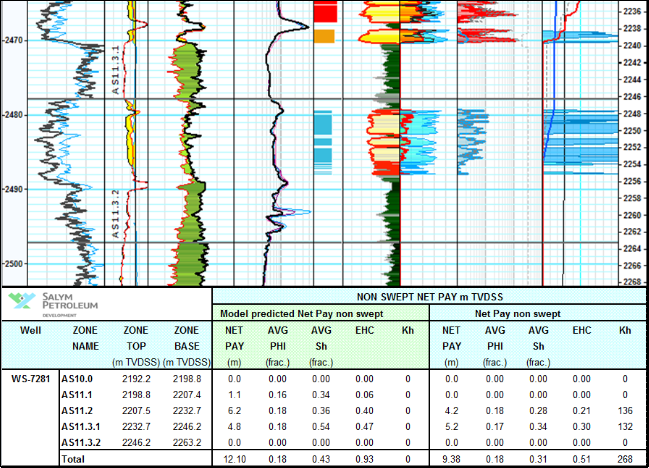 2470
2480
2490
2500
AS11.3.1
AS11.3.2
2236
2238
2240
2246
2248
2250
2252
2254
2256
2260
2262
2264
2266
2268
SALYM
PETROLEUM
DEVELOPMENT
NON SWEPT NET PAY m TVDSS
Model predicted Net Pay non swept Net Pay non swept
Well ZONE ZONE ZONE NET AVG AVG EHC Kh NET AVG AVG EHC Kh
NAME TOP BASE PAY PHI Sh PAY PHI Sh
(m TVDSS) (m TVDSS) (m) (frac.) (frac.) (m) (frac.) (frac.)
WS-7281 AS10.0 2192.2 2198.8 0.0 0.00 0.00 0.00 0 0.0 0.00 0.00 0.00 0
AS11.1 2198.8 2207.4 1.1 0.16 0.34 0.06 0 0.0 0.00 0.00 0.00 0
AS11.2 2207.5 2232.7 6.2 0.18 0.36 0.40 0 4.2 0.18 0.28 0.21 136
AS11.3.1 2232.7 2246.2 4.8 0.18 0.54 0.47 0 5.2 0.17 0.34 0.30 132
AS11.3.2 2246.2 2263.2 0.0 0.00 0.00 0.00 0 0.0 0.00 0.00 0.00 0
Total 12.10 0.18 0.43 0.93 0 9.38 0.18 0.31 0.51 268